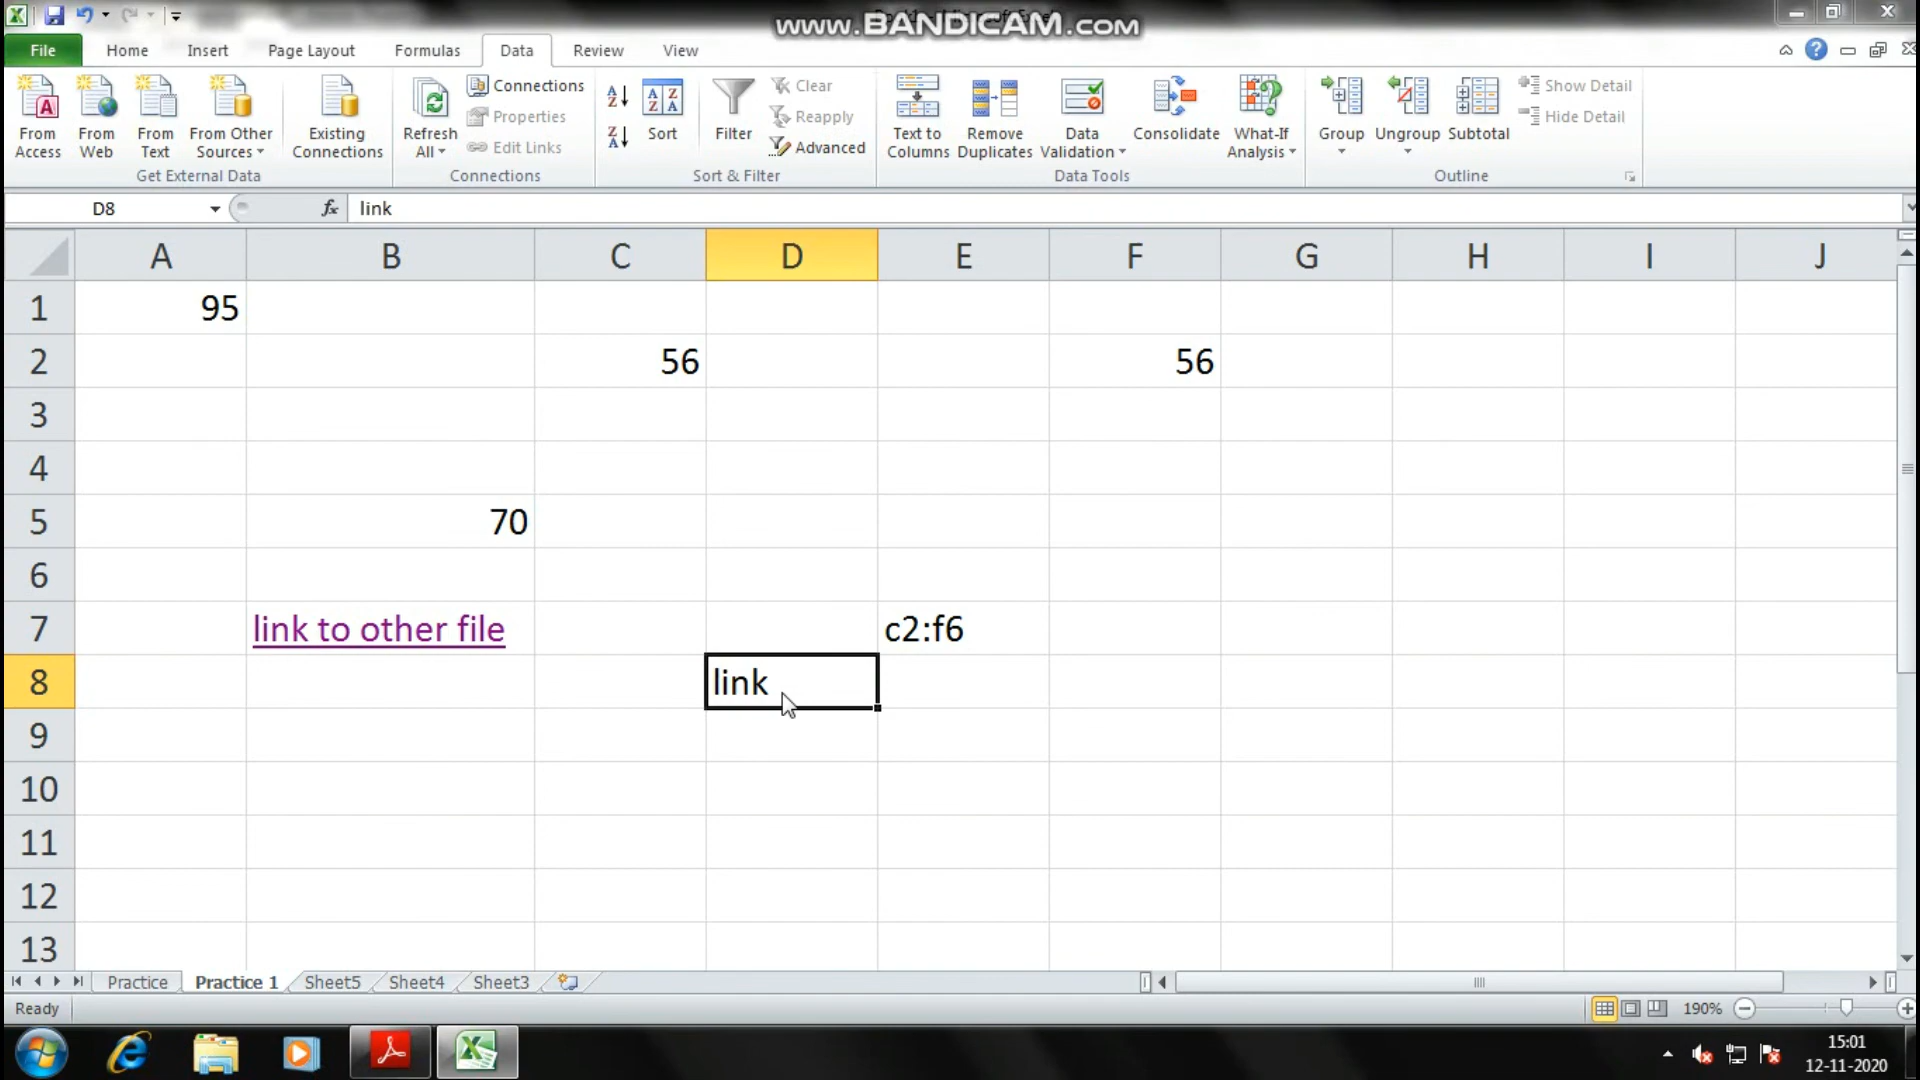 www.BANDICAM.com
File Home Insert Page Layout Formulas Data Review View
From Access
From Web
From Text
From Other Sources
Existing Connections
Get External Data
Refresh All
Connections
Properties
Edit Links
Connections
Sort
Filter
Clear
Reapply
Advanced
Sort & Filter
Text to Columns
Remove Duplicates
Data Validation
Consolidate
What-If Analysis
Data Tools
Group
Ungroup
Subtotal
Show Detail
Hide Detail
Outline
D8 fx link
A B C D E F G H I J
1 95
2 56 56
3
4
5 70
6
7 link to other file c2:f6
8 link
9
10
11
12
13
Practice Practice 1 Sheet5 Sheet4 Sheet3
Ready 190%
15:01
12-11-2020